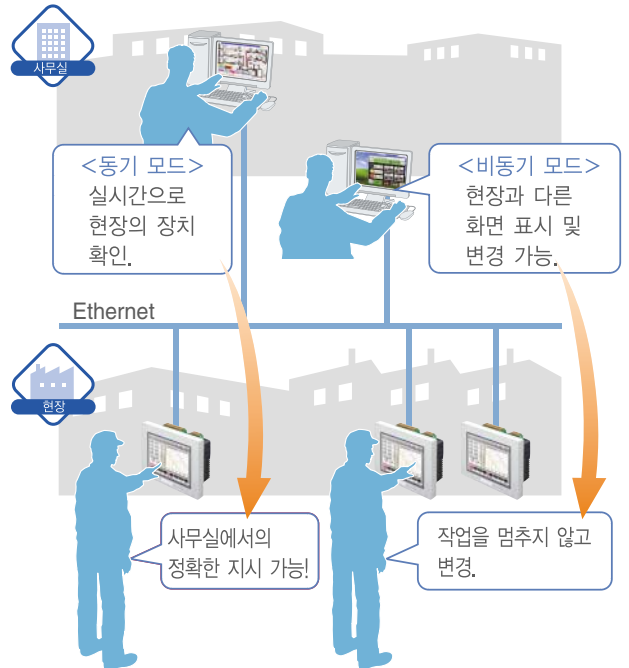 사무실
<동기 모드>
실시간으로
현장의 장치
확인.
<비동기 모드>
현장과 다른
화면 표시 및
변경 가능.
Ethernet
현장
사무실에서의
정확한 지시 가능!
작업을 멈추지 않고
변경.